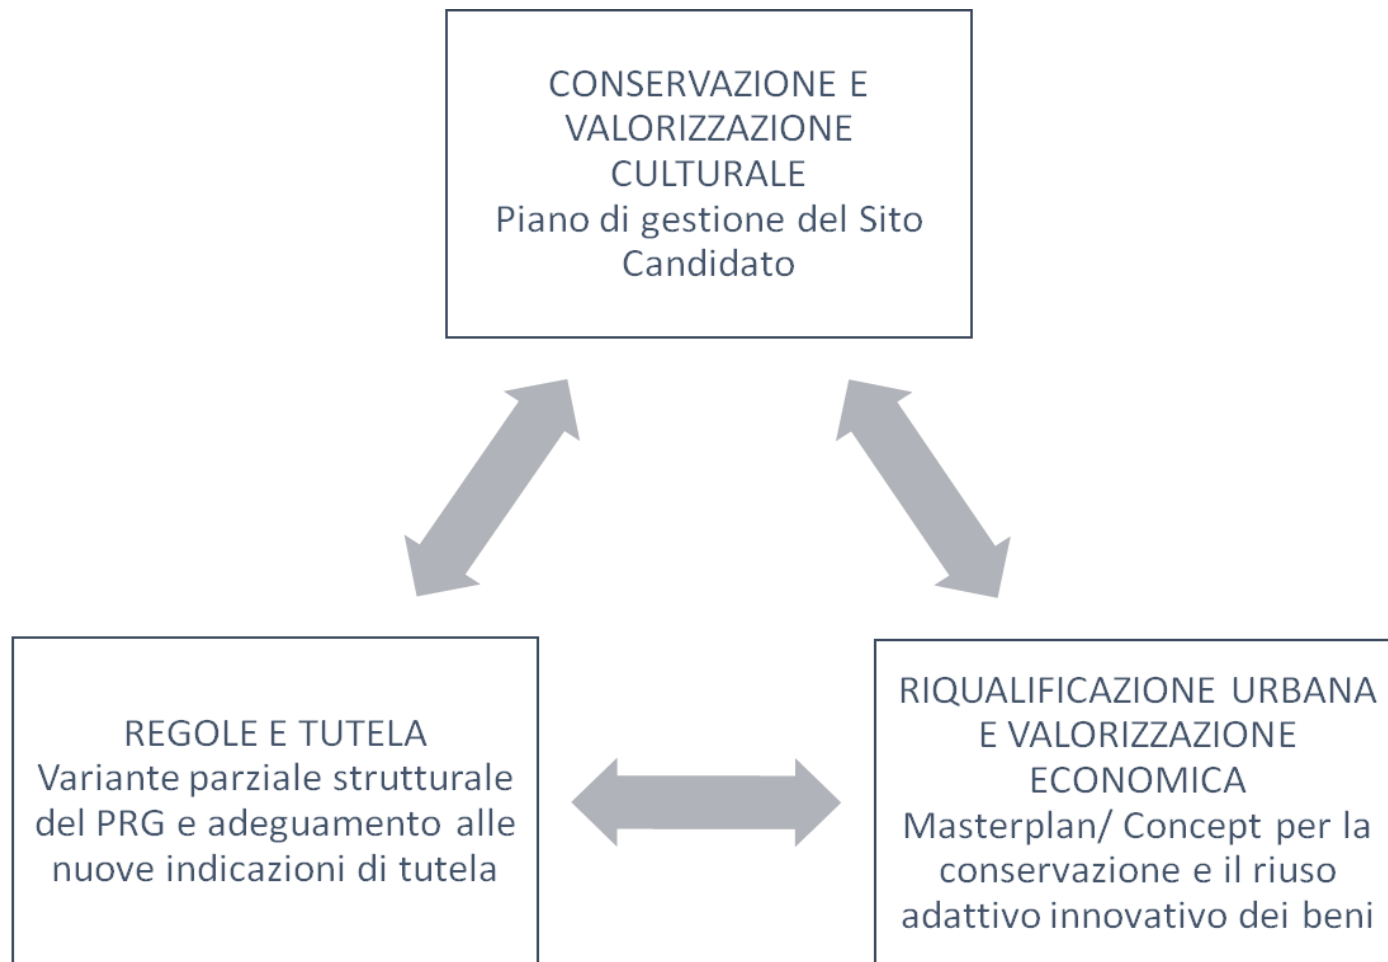 CONSERVAZIONE E
VALORIZZAZIONE
CULTURALE
Piano di gestione del Sito
Candidato
REGOLE E TUTELA
Variante parziale strutturale
del PRG e adeguamento alle
nuove indicazioni di tutela
RIQUALIFICAZIONE URBANA
E VALORIZZAZIONE
ECONOMICA
Masterplan/ Concept per la
conservazione e il riuso
adattivo innovativo dei beni